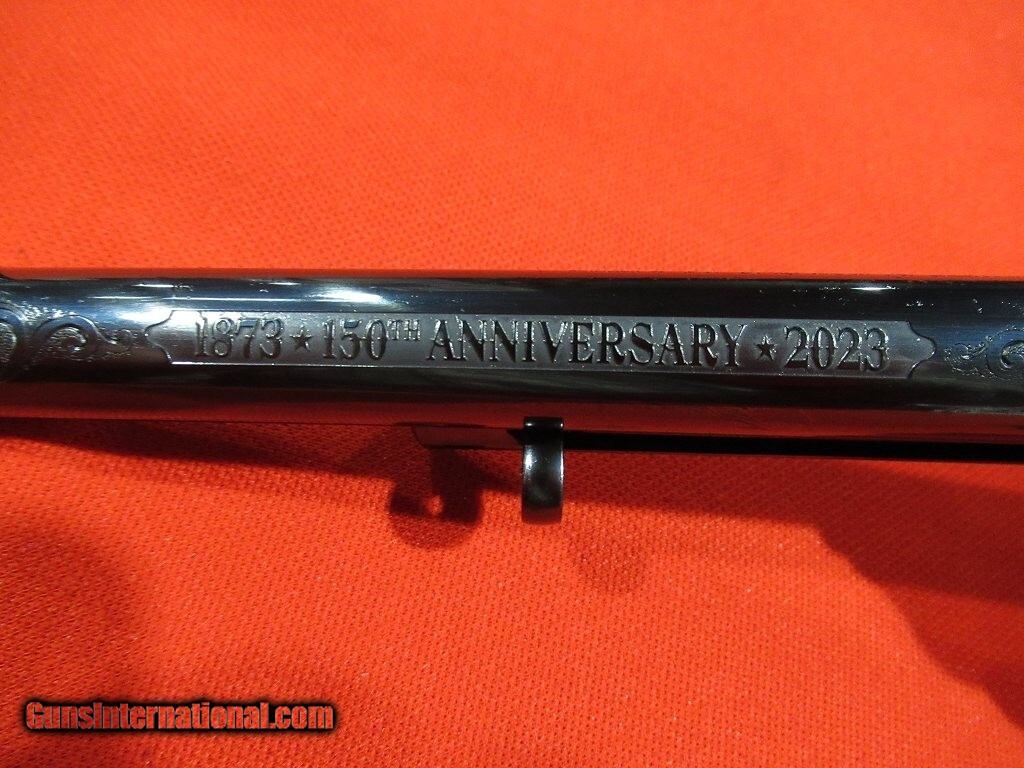 1873 ★ 150TH ANNIVERSARY ★ 2023
GunsInternational.com